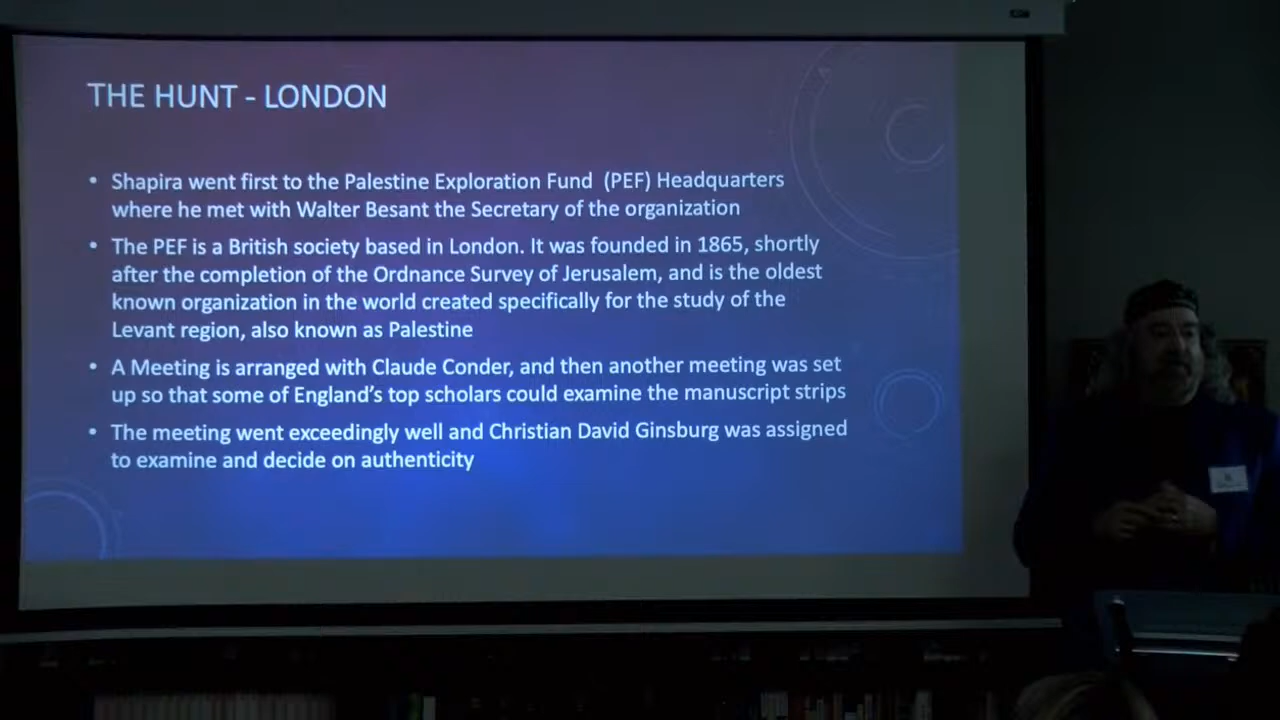 THE HUNT - LONDON
• Shapira went first to the Palestine Exploration Fund (PEF) Headquarters
where he met with Walter Besant the Secretary of the organization
• The PEF is a British society based in London. It was founded in 1865, shortly
after the completion of the Ordnance Survey of Jerusalem, and is the oldest
known organization in the world created specifically for the study of the
Levant region, also known as Palestine
• A Meeting is arranged with Claude Conder, and then another meeting was set
up so that some of England's top scholars could examine the manuscript strips
• The meeting went exceedingly well and Christian David Ginsburg was assigned
to examine and decide on authenticity